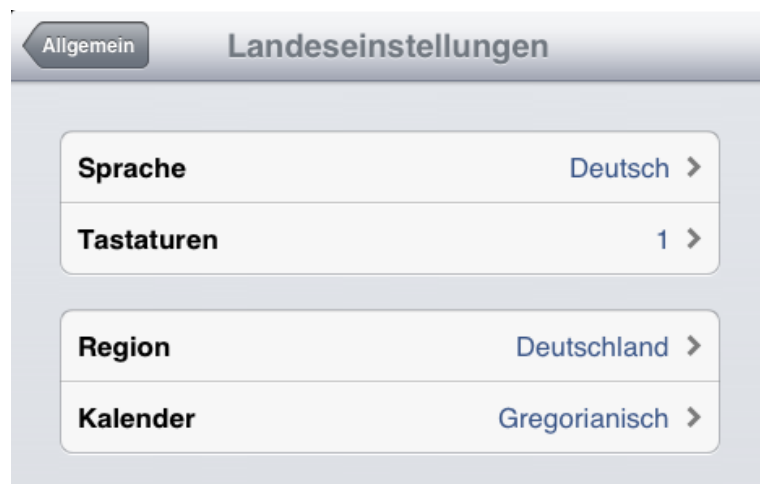 Allgemein
Landeseinstellungen
Sprache Deutsch
Tastaturen 1
Region Deutschland
Kalender Gregorianisch